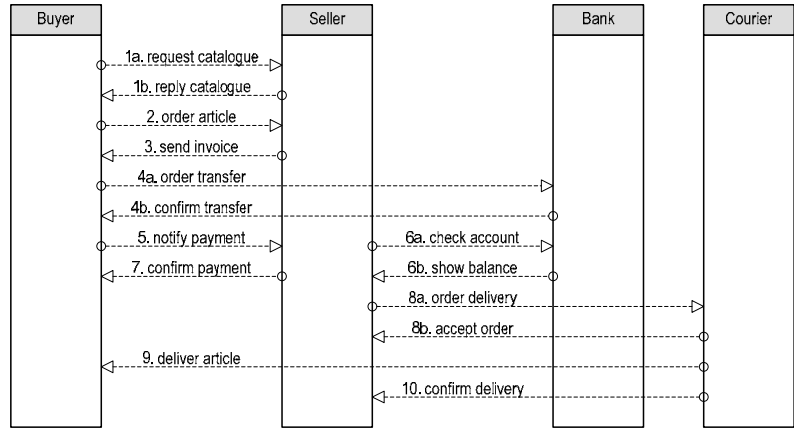 Buyer
Seller
Bank
Courier
1a. request catalogue
1b. reply catalogue
2. order article
3. send invoice
4a. order transfer
4b. confirm transfer
5. notify payment
6a. check account
7. confirm payment
6b. show balance
8a. order delivery
8b. accept order
9. deliver article
10. confirm delivery